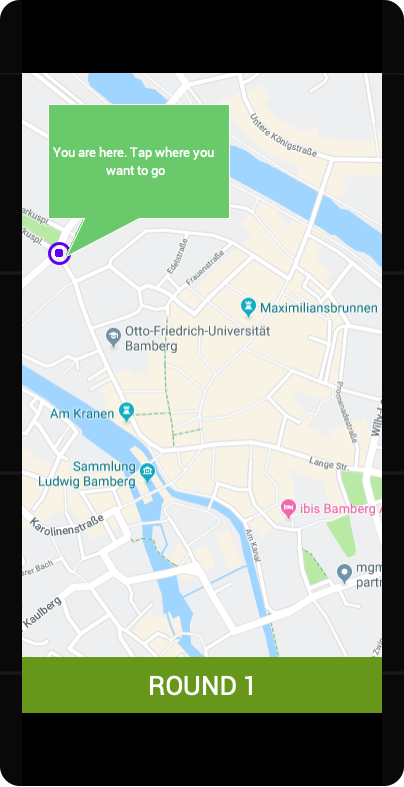 Untere Königstraße
You are here. Tap where you
want to go
arkuspl.
arkuspl.
Edelstraße
Frauenstraße
Maximiliansbrunnen
Otto-Friedrich-Universität
Bamberg
Am Kranen
Promenadestraße
Willy-L
Sammlung
Ludwig Bamberg
Lange Str.
ibis Bamberg A
Karolinenstraße
Am Kanal
erer Bach
mgm
partr
Kaulberg
Zwin
ROUND 1